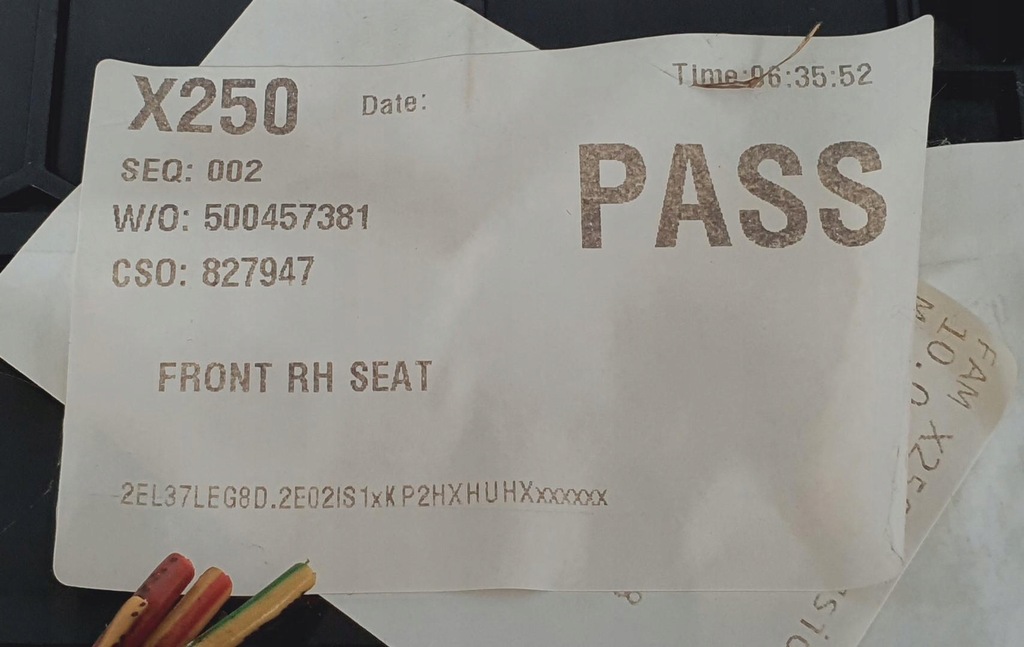 X250 Date: Time:06:35:52
PASS
SEQ: 002
W/O: 500457381
CSO: 827947
FRONT RH SEAT
2EL37LEG8D.2E02IS1xKP2HXHUHXxxxxxx
FAM
10
10.0 X25